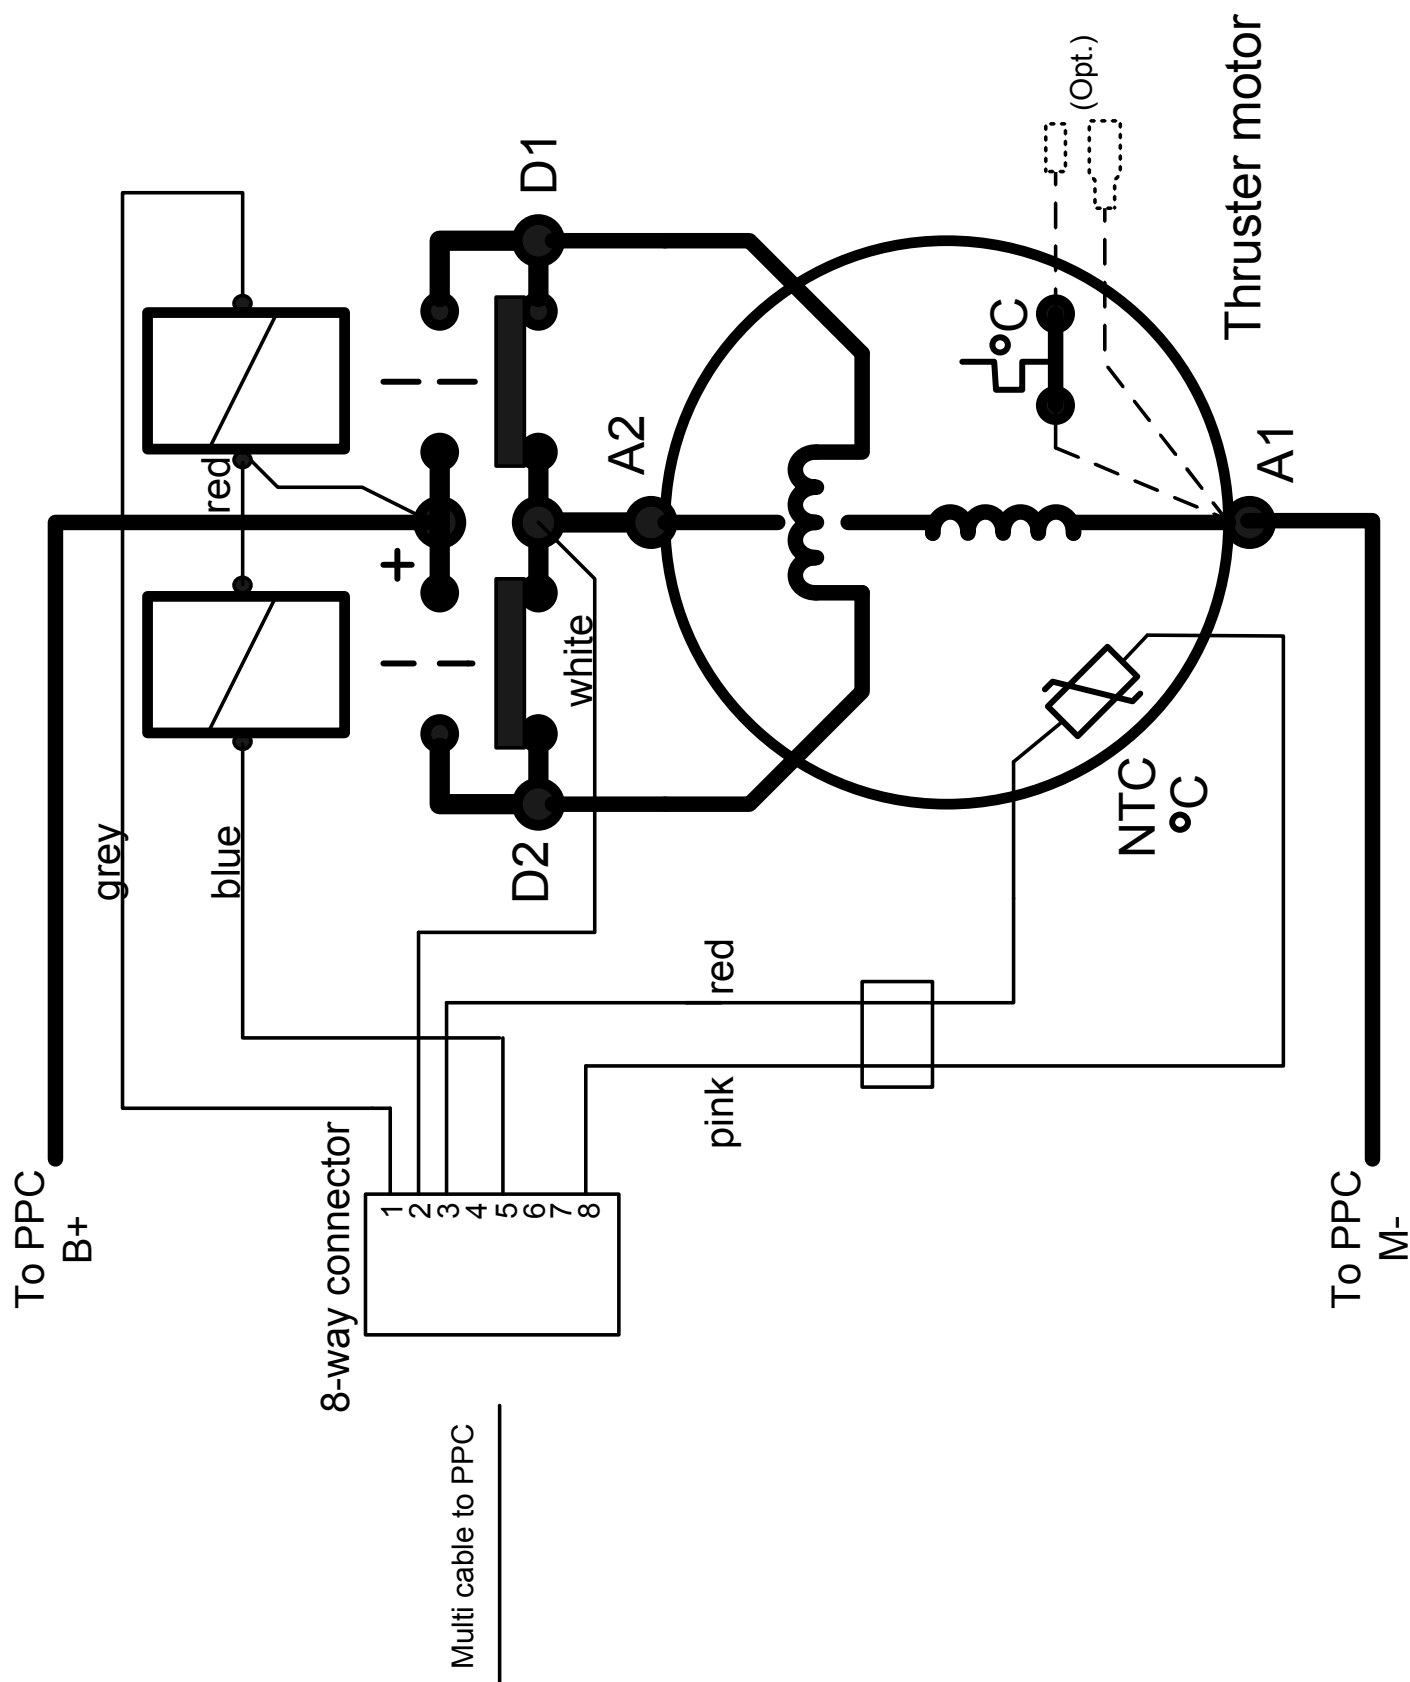 To PPC
B+
grey
blue
red
+
D1
D2
A2
white
(Opt.)
Thruster motor
°C
A1
NTC
°C
red
pink
8-way connector
1
2
3
4
5
6
7
8
To PPC
M-
Multi cable to PPC